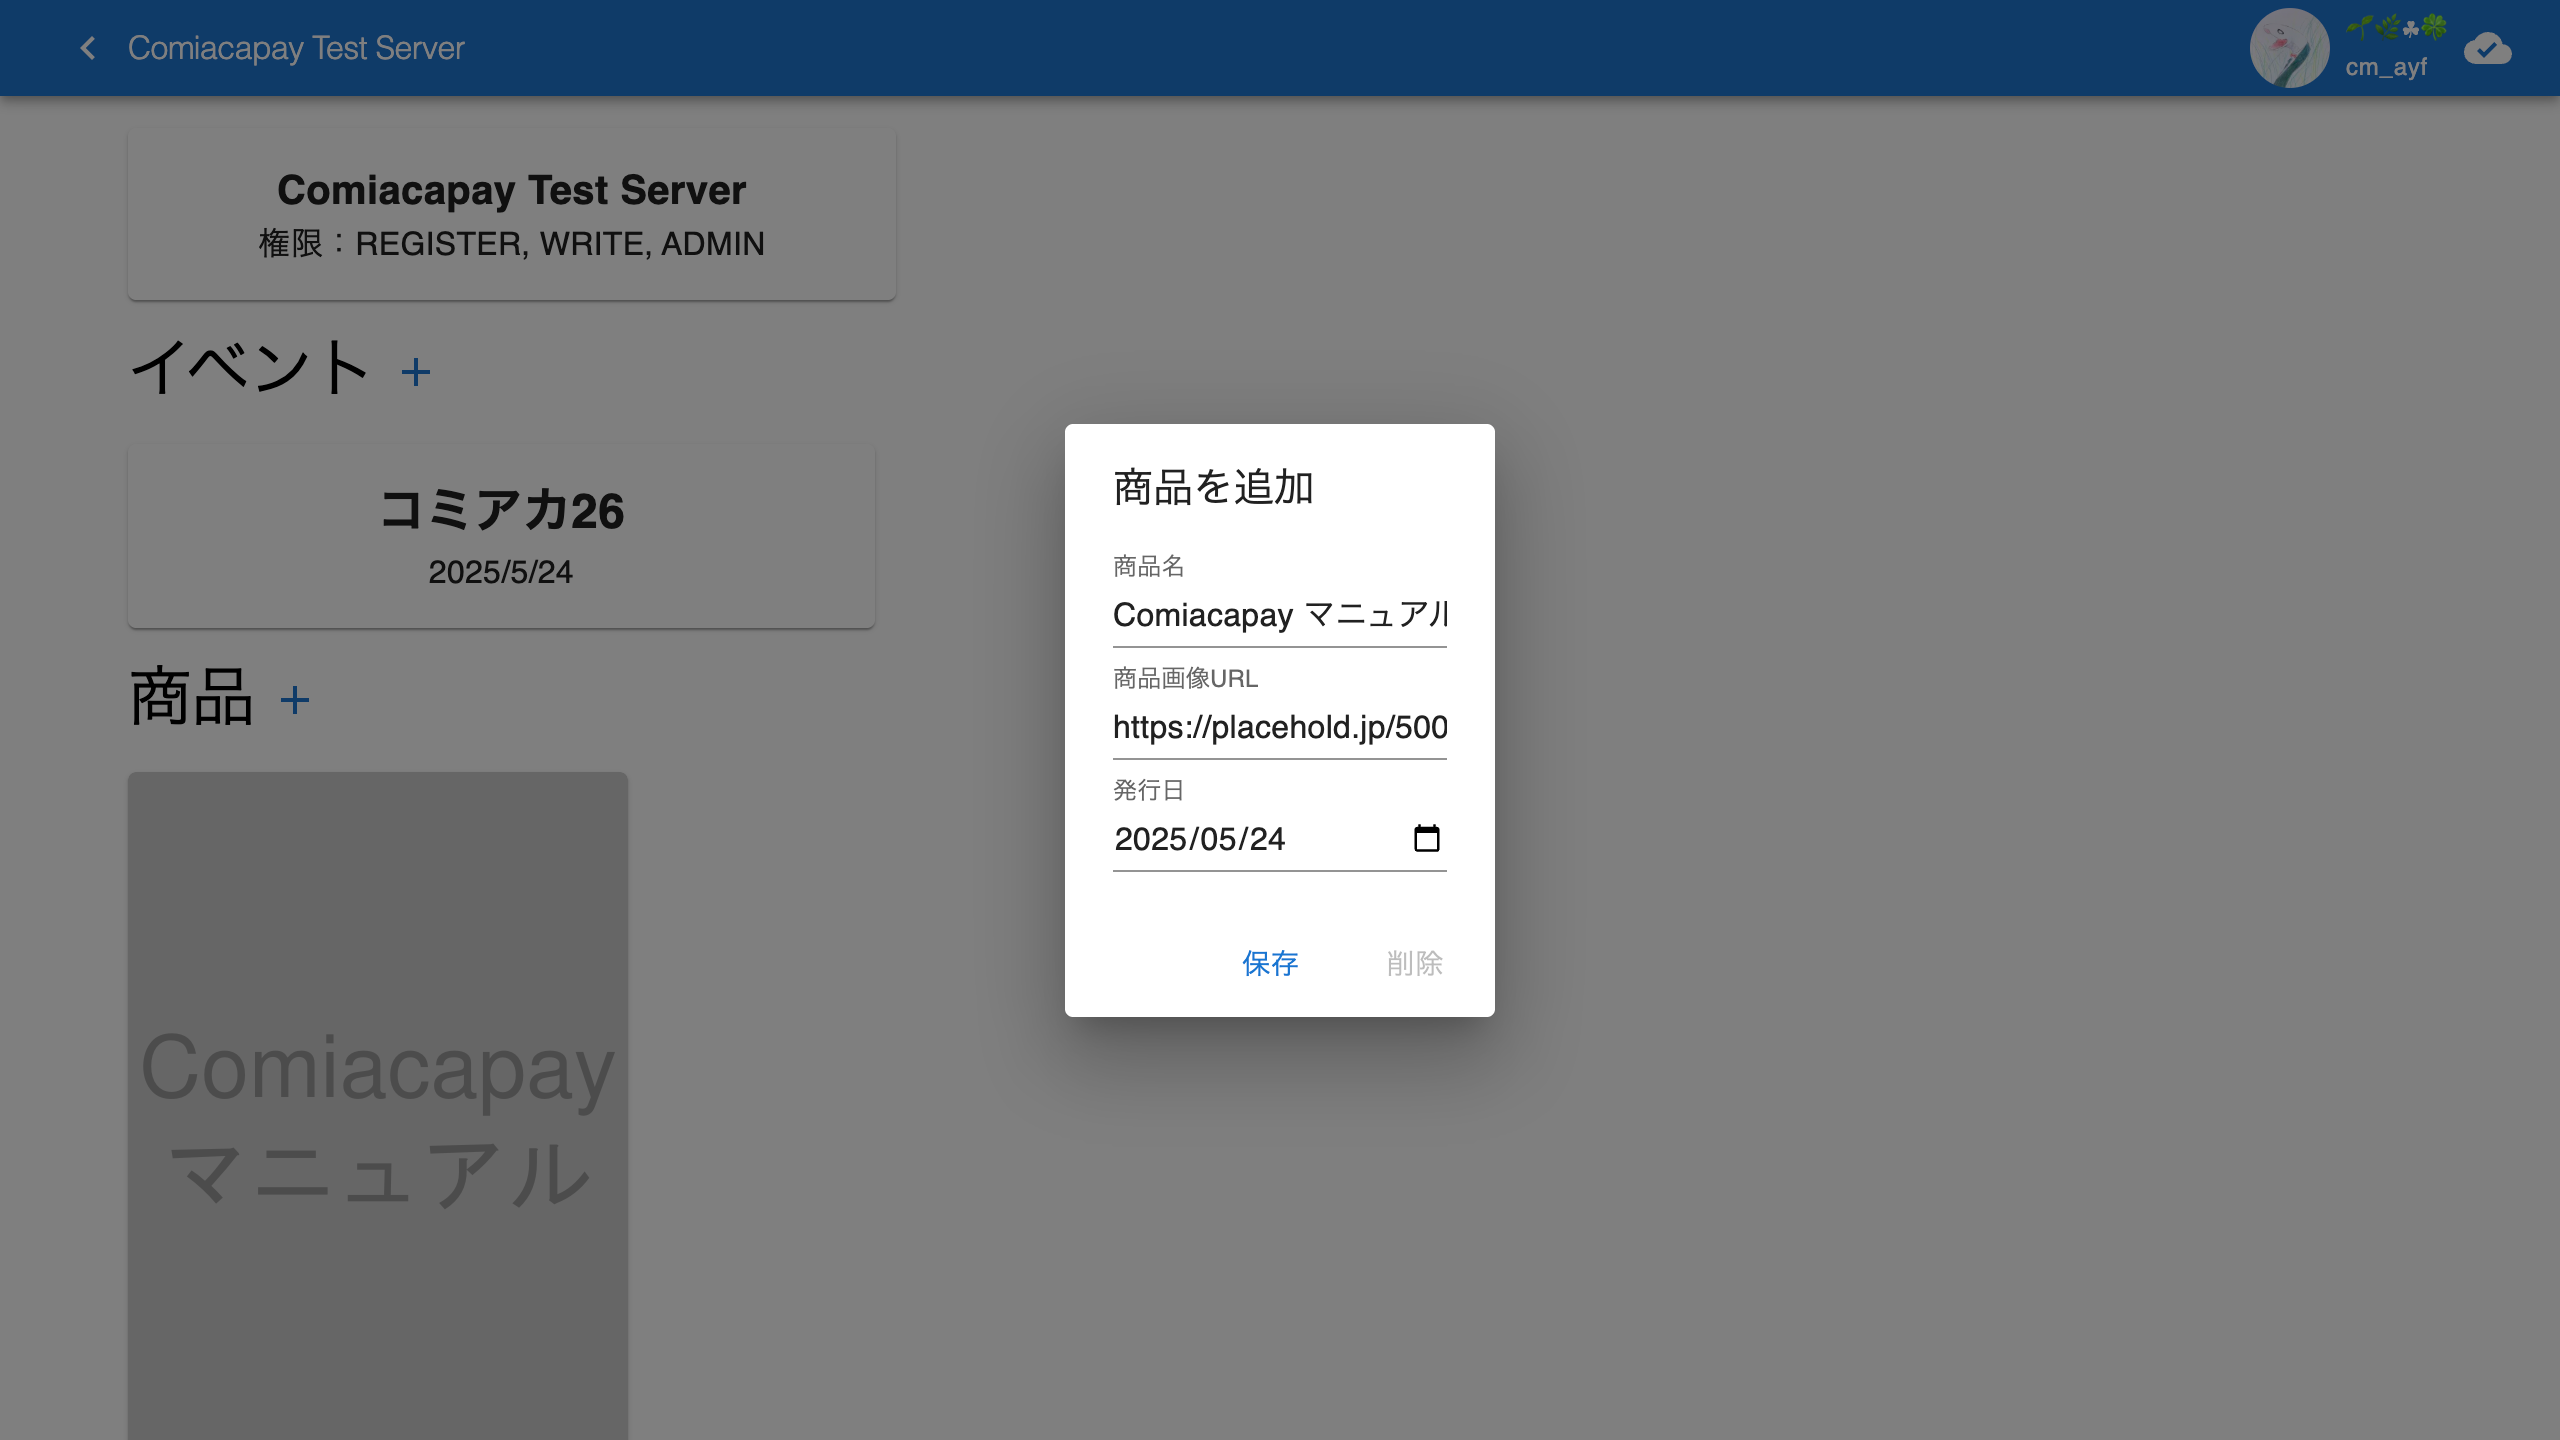 Comiacapay Test Server
🌱🌿☘🍀
cm_ayf
Comiacapay Test Server
権限：REGISTER, WRITE, ADMIN
イベント +
コミアカ26
2025/5/24
商品 +
Comiacapay
マニュアル
商品を追加
商品名
Comiacapay マニュアル
商品画像URL
https://placehold.jp/500
発行日
2025/05/24
保存 削除